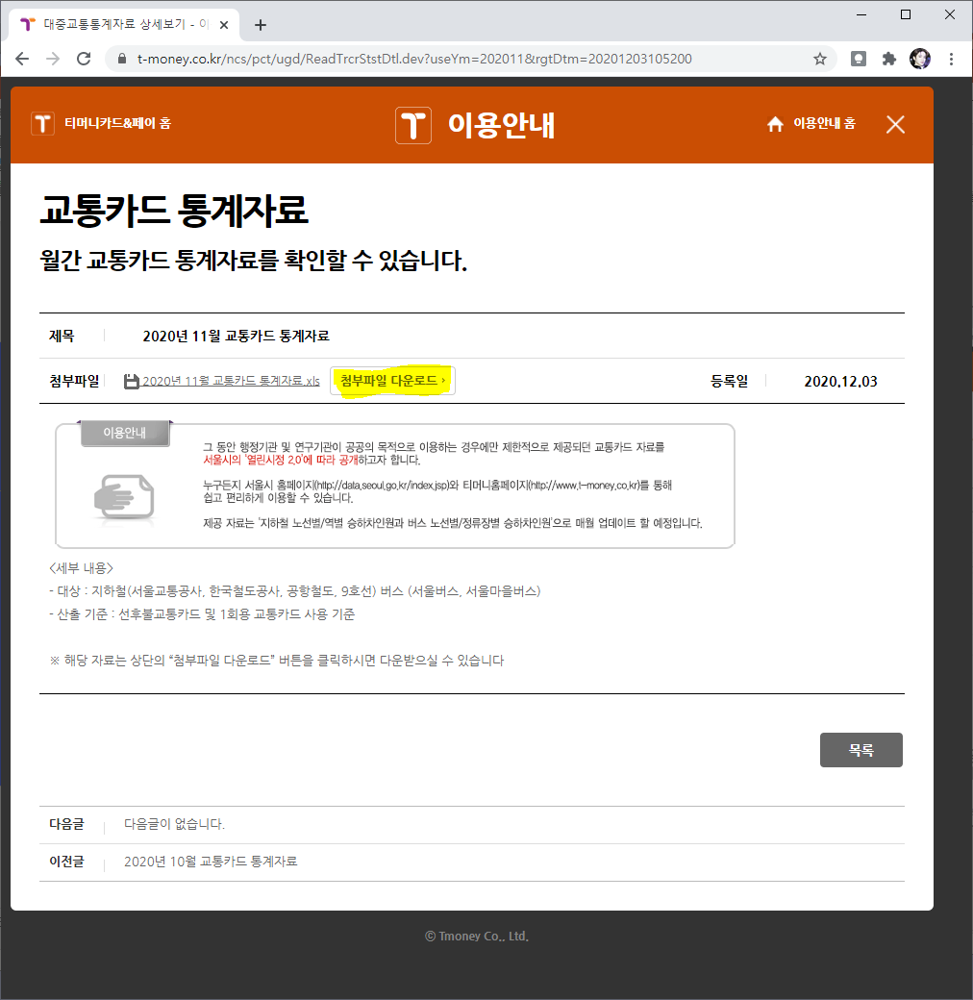 대중교통통계자료 상세보기 - 이
t-money.co.kr/ncs/pct/ugd/ReadTrcrStstDtl.dev?useYm=202011&rgtDtm=20201203105200
티머니카드&페이 홈
이용안내
이용안내 홈
교통카드 통계자료
월간 교통카드 통계자료를 확인할 수 있습니다.
제목 2020년 11월 교통카드 통계자료
첨부파일 2020년 11월 교통카드 통계자료.xls 첨부파일 다운로드 › 등록일 2020.12.03
이용안내
그 동안 행정기관 및 연구기관이 공공의 목적으로 이용하는 경우에만 제한적으로 제공되던 교통카드 자료를
서울시의 '열린시정 2.0'에 따라 공개하고자 합니다.
누구든지 서울시 홈페이지(http://data.seoul.go.kr/index.jsp)와 티머니홈페이지(http://www.t-money.co.kr)를 통해
쉽고 편리하게 이용할 수 있습니다.
제공 자료는 '지하철 노선별/역별 승하차인원과 버스 노선별/정류장별 승하차인원'으로 매월 업데이트 할 예정입니다.
<세부 내용>
- 대상 : 지하철(서울교통공사, 한국철도공사, 공항철도, 9호선) 버스 (서울버스, 서울마을버스)
- 산출 기준 : 선후불교통카드 및 1회용 교통카드 사용 기준
※ 해당 자료는 상단의 “첨부파일 다운로드” 버튼을 클릭하시면 다운받으실 수 있습니다
목록
다음글 다음글이 없습니다.
이전글 2020년 10월 교통카드 통계자료
© Tmoney Co., Ltd.